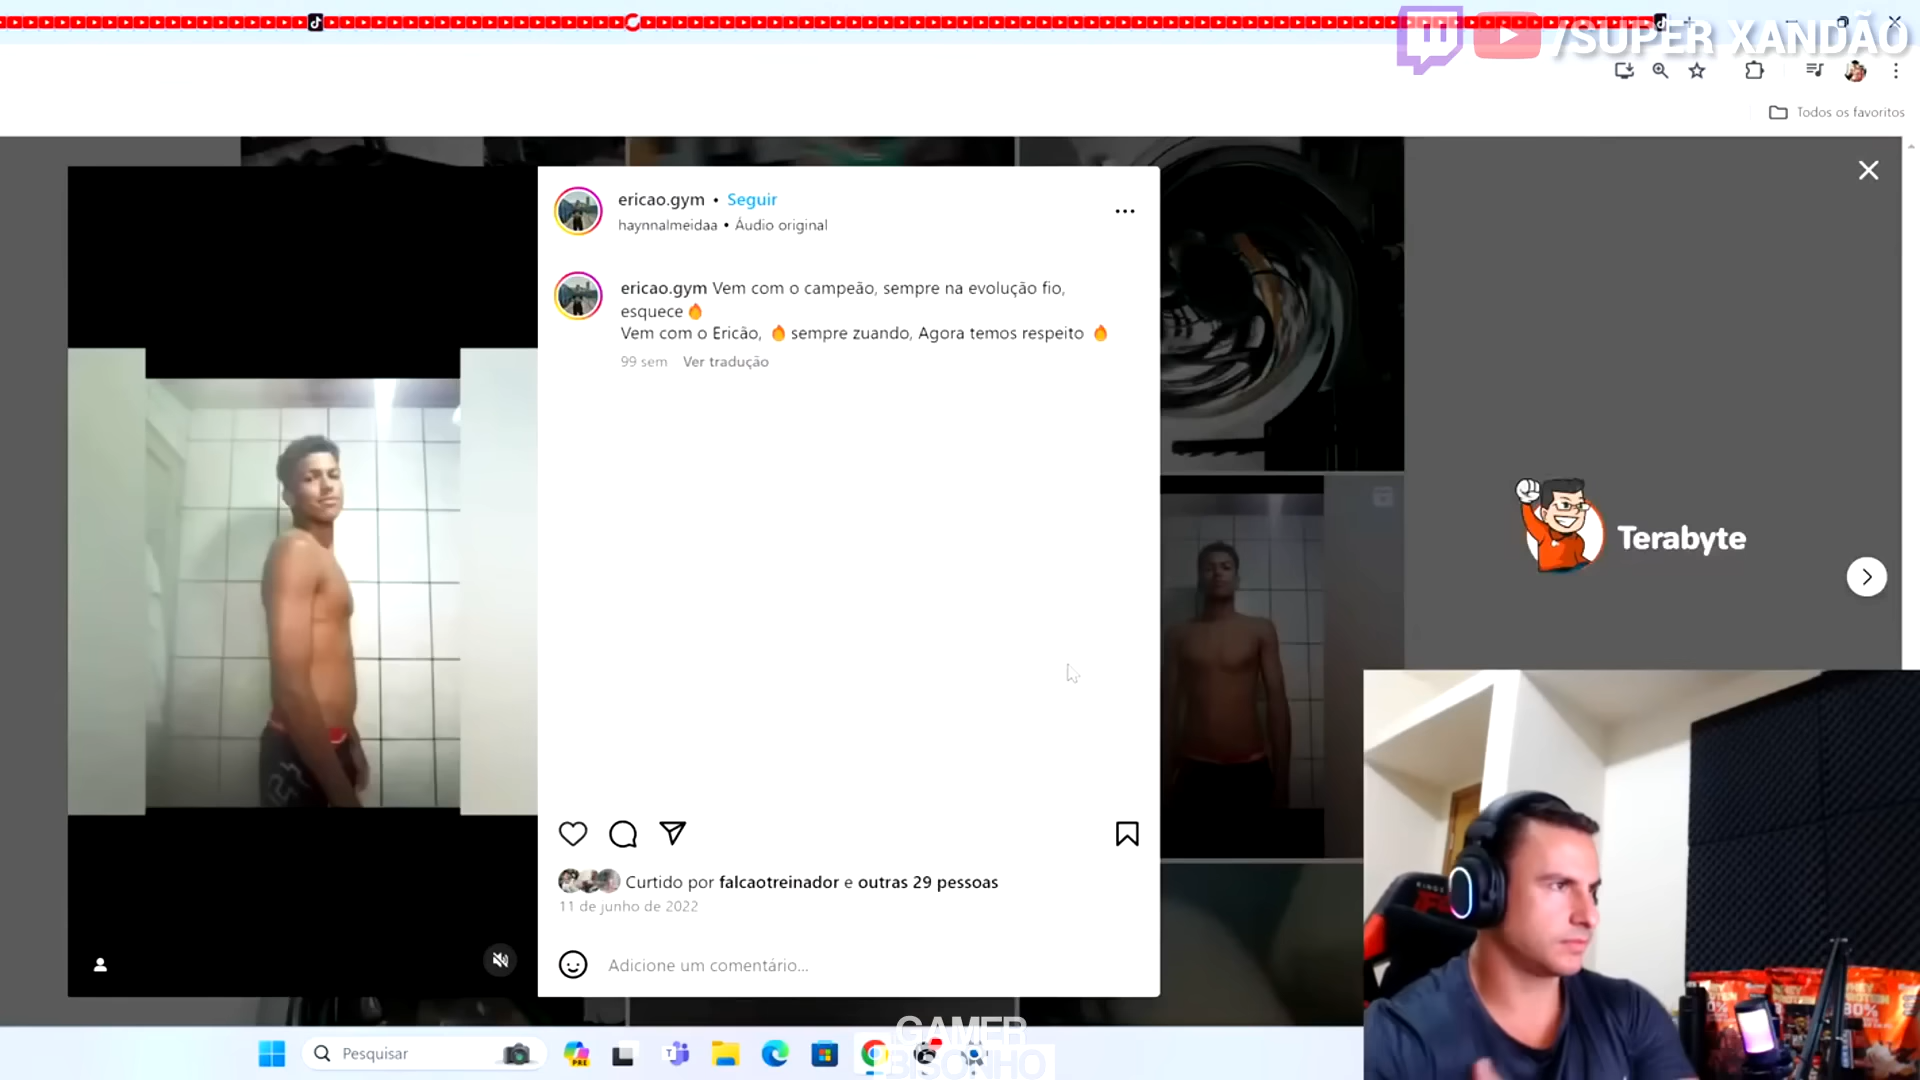 /SUPER XANDÃO
Todos os favoritos
ericao.gym • Seguir
haynnalmeidaa • Áudio original
ericao.gym Vem com o campeão, sempre na evolução fio,
esquece 🔥
Vem com o Ericão, 🔥 sempre zuando, Agora temos respeito 🔥
99 sem Ver tradução
Terabyte
Curtido por falcaotreinador e outras 29 pessoas
11 de junho de 2022
Adicione um comentário...
GAMER
BISONHO
Pesquisar
PRE